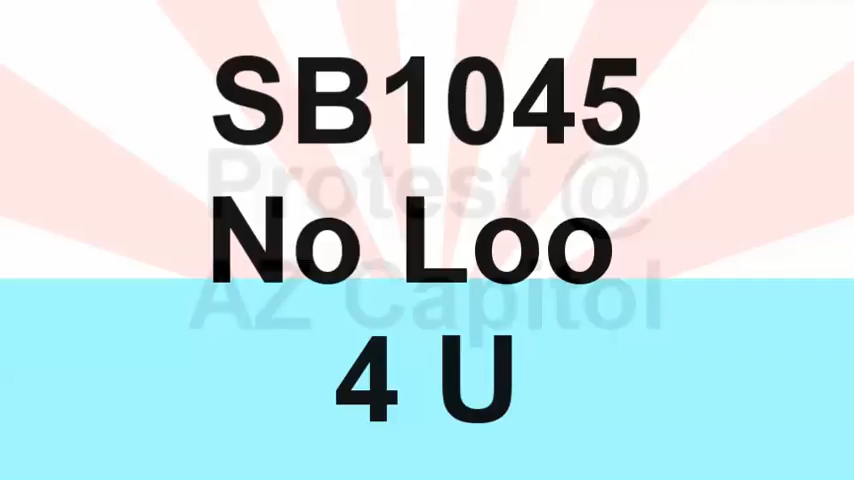 SB1045
Protest @
No Loo
AZ Capitol
4 U